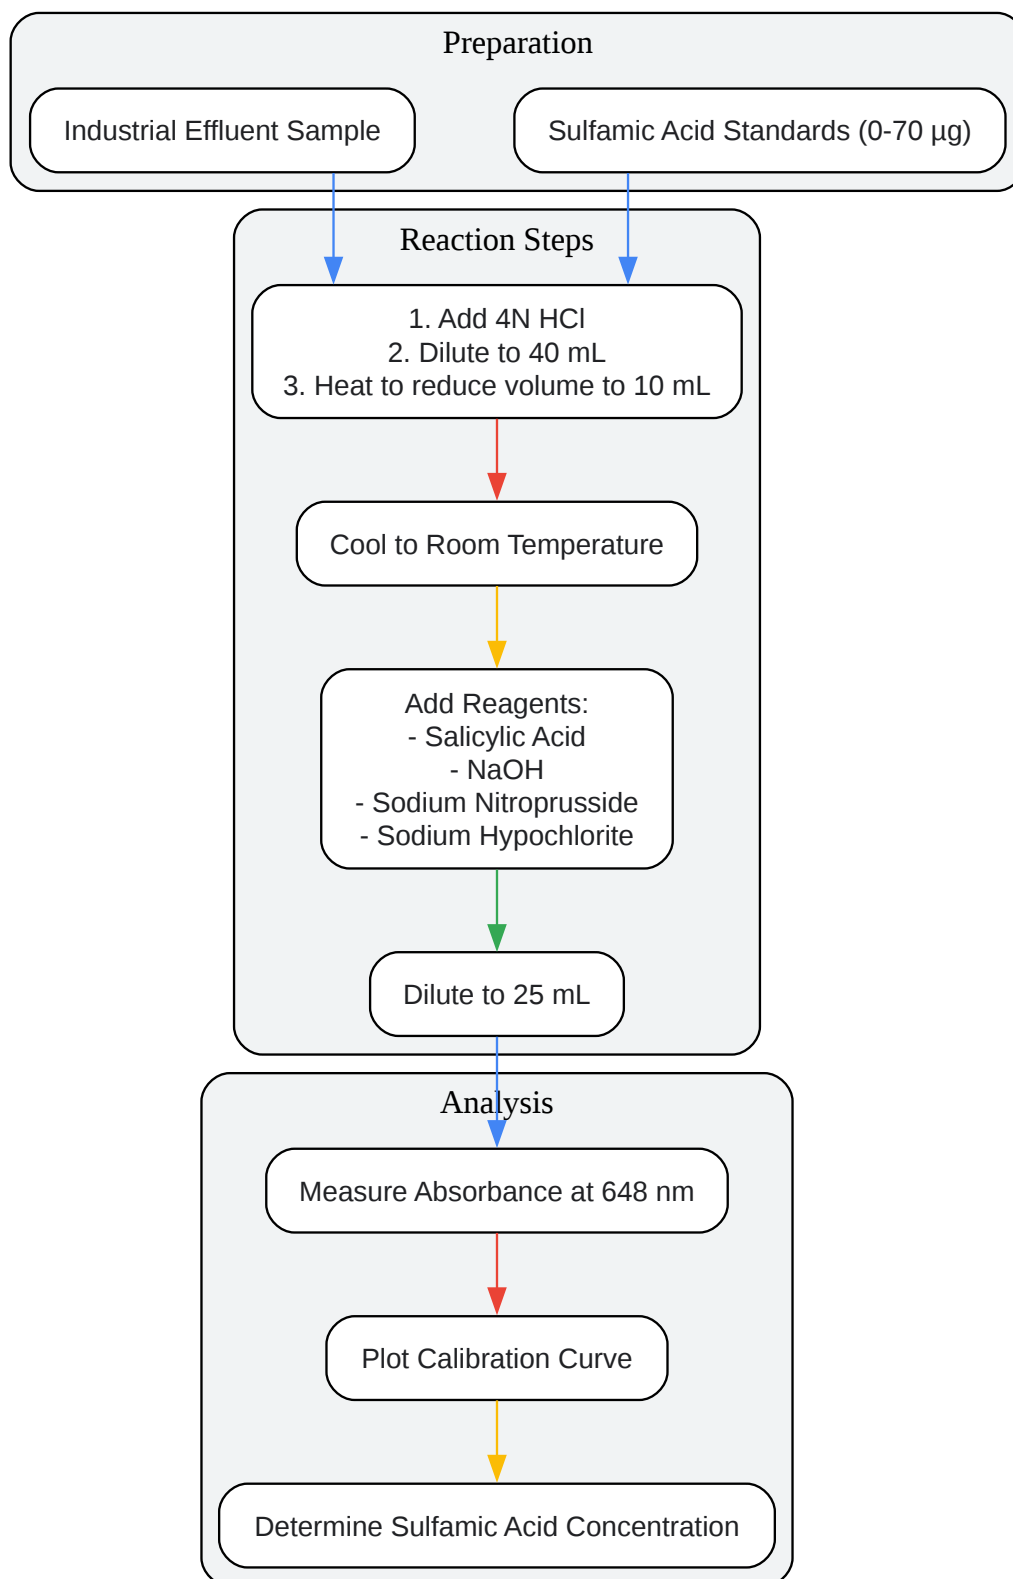 Preparation
Industrial Effluent Sample
Sulfamic Acid Standards (0-70 µg)
Reaction Steps
1. Add 4N HCl
2. Dilute to 40 mL
3. Heat to reduce volume to 10 mL
Cool to Room Temperature
Add Reagents:
- Salicylic Acid
- NaOH
- Sodium Nitroprusside
- Sodium Hypochlorite
Dilute to 25 mL
Analysis
Measure Absorbance at 648 nm
Plot Calibration Curve
Determine Sulfamic Acid Concentration